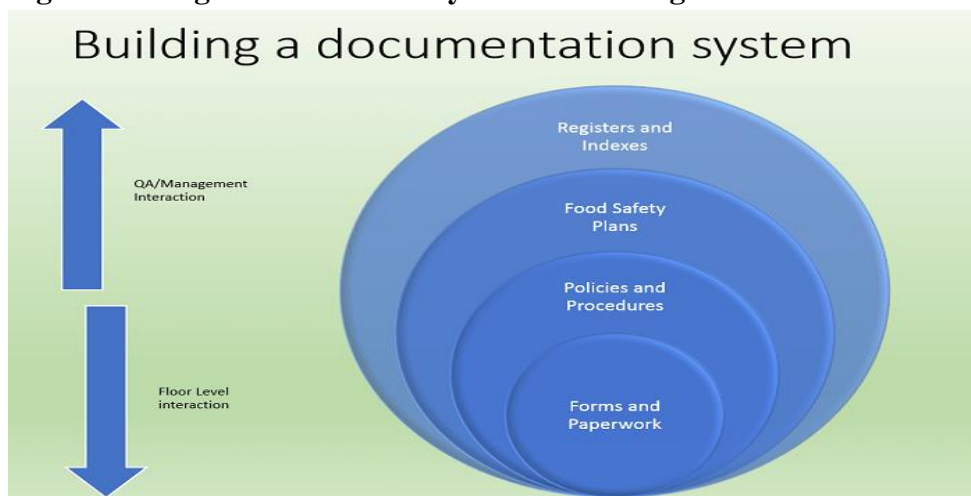 Building a documentation system
Registers and
Indexes
QA/Management
Interaction
Food Safety
Plans
Policies and
Procedures
Floor Level
interaction
Forms and
Paperwork